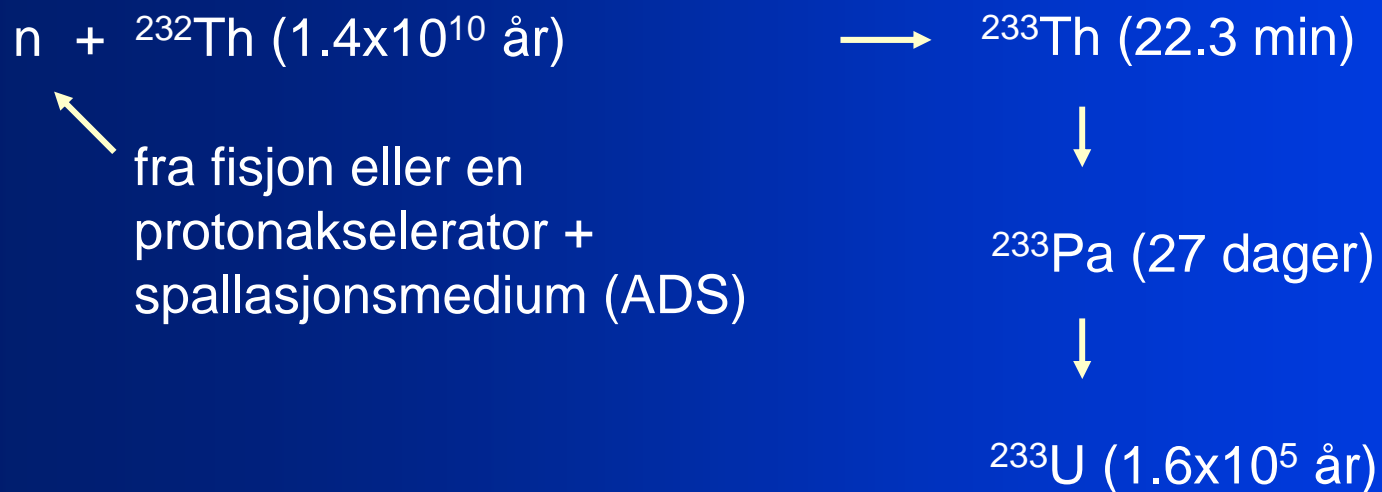 n + ²³²Th (1.4x10¹⁰ år) ⟶ ²³³Th (22.3 min)
fra fisjon eller en
protonakselerator +
spallasjonsmedium (ADS)
²³³Pa (27 dager)
²³³U (1.6x10⁵ år)